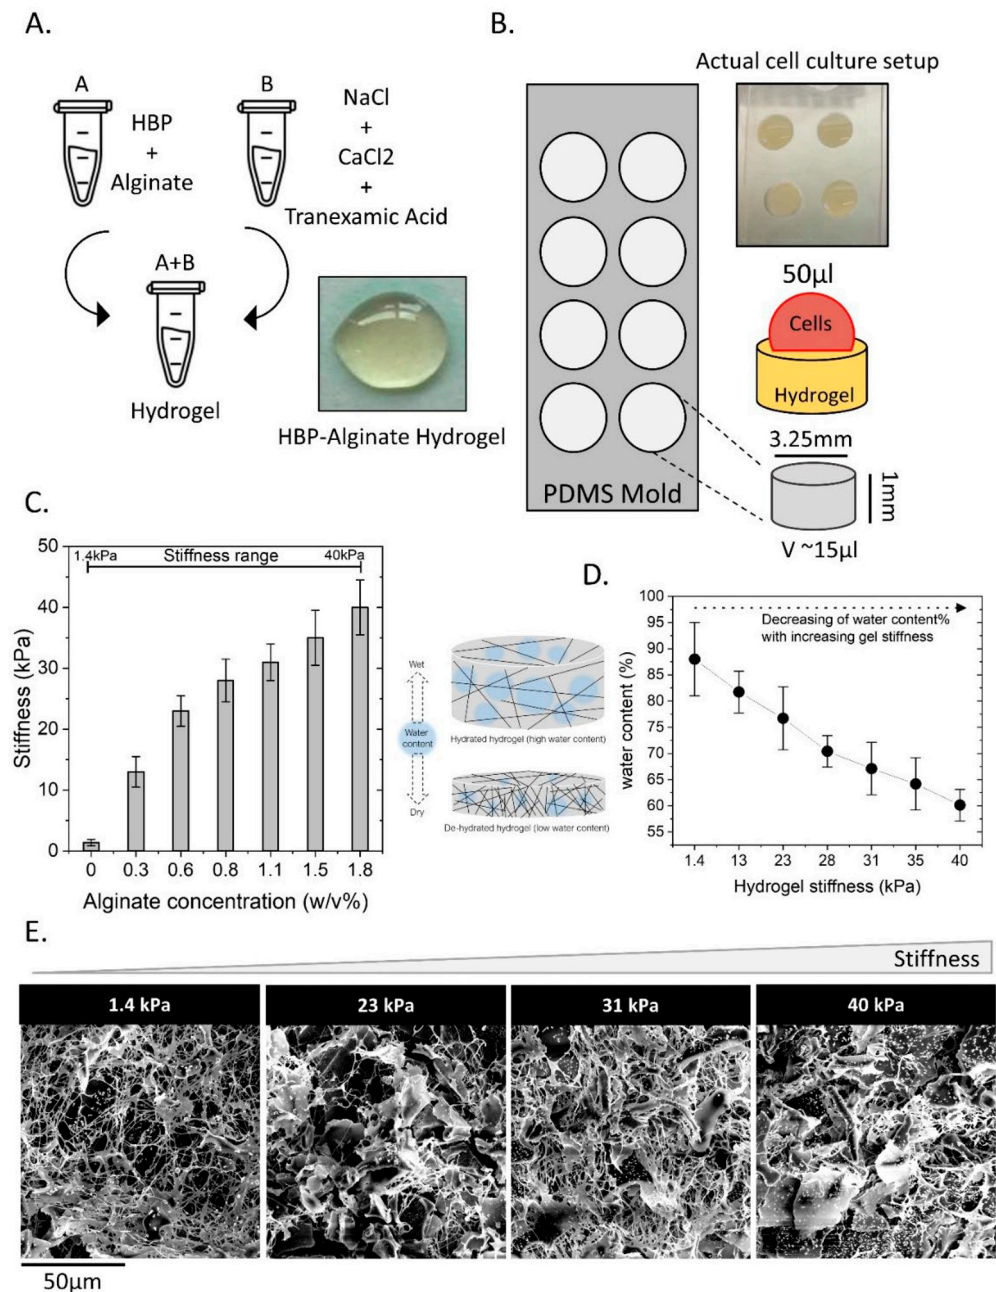 A.
A
HBP
+
Alginate
B
NaCl
+
CaCl2
+
Tranexamic Acid
A+B
Hydrogel
HBP-Alginate Hydrogel
B.
Actual cell culture setup
50µl
Cells
Hydrogel
3.25mm
1mm
V ~15µl
PDMS Mold
C.
Stiffness (kPa)
50
40
30
20
10
0
1.4kPa
Stiffness range
40kPa
0 0.3 0.6 0.8 1.1 1.5 1.8
Alginate concentration (w/v%)
Wet
Water
content
Dry
Hydrated hydrogel (high water content)
De-hydrated hydrogel (low water content)
D.
water content (%)
100
95
90
85
80
75
70
65
60
55
Decreasing of water content%
with increasing gel stiffness
1.4 13 23 28 31 35 40
Hydrogel stiffness (kPa)
E.
Stiffness
1.4 kPa
23 kPa
31 kPa
40 kPa
50µm